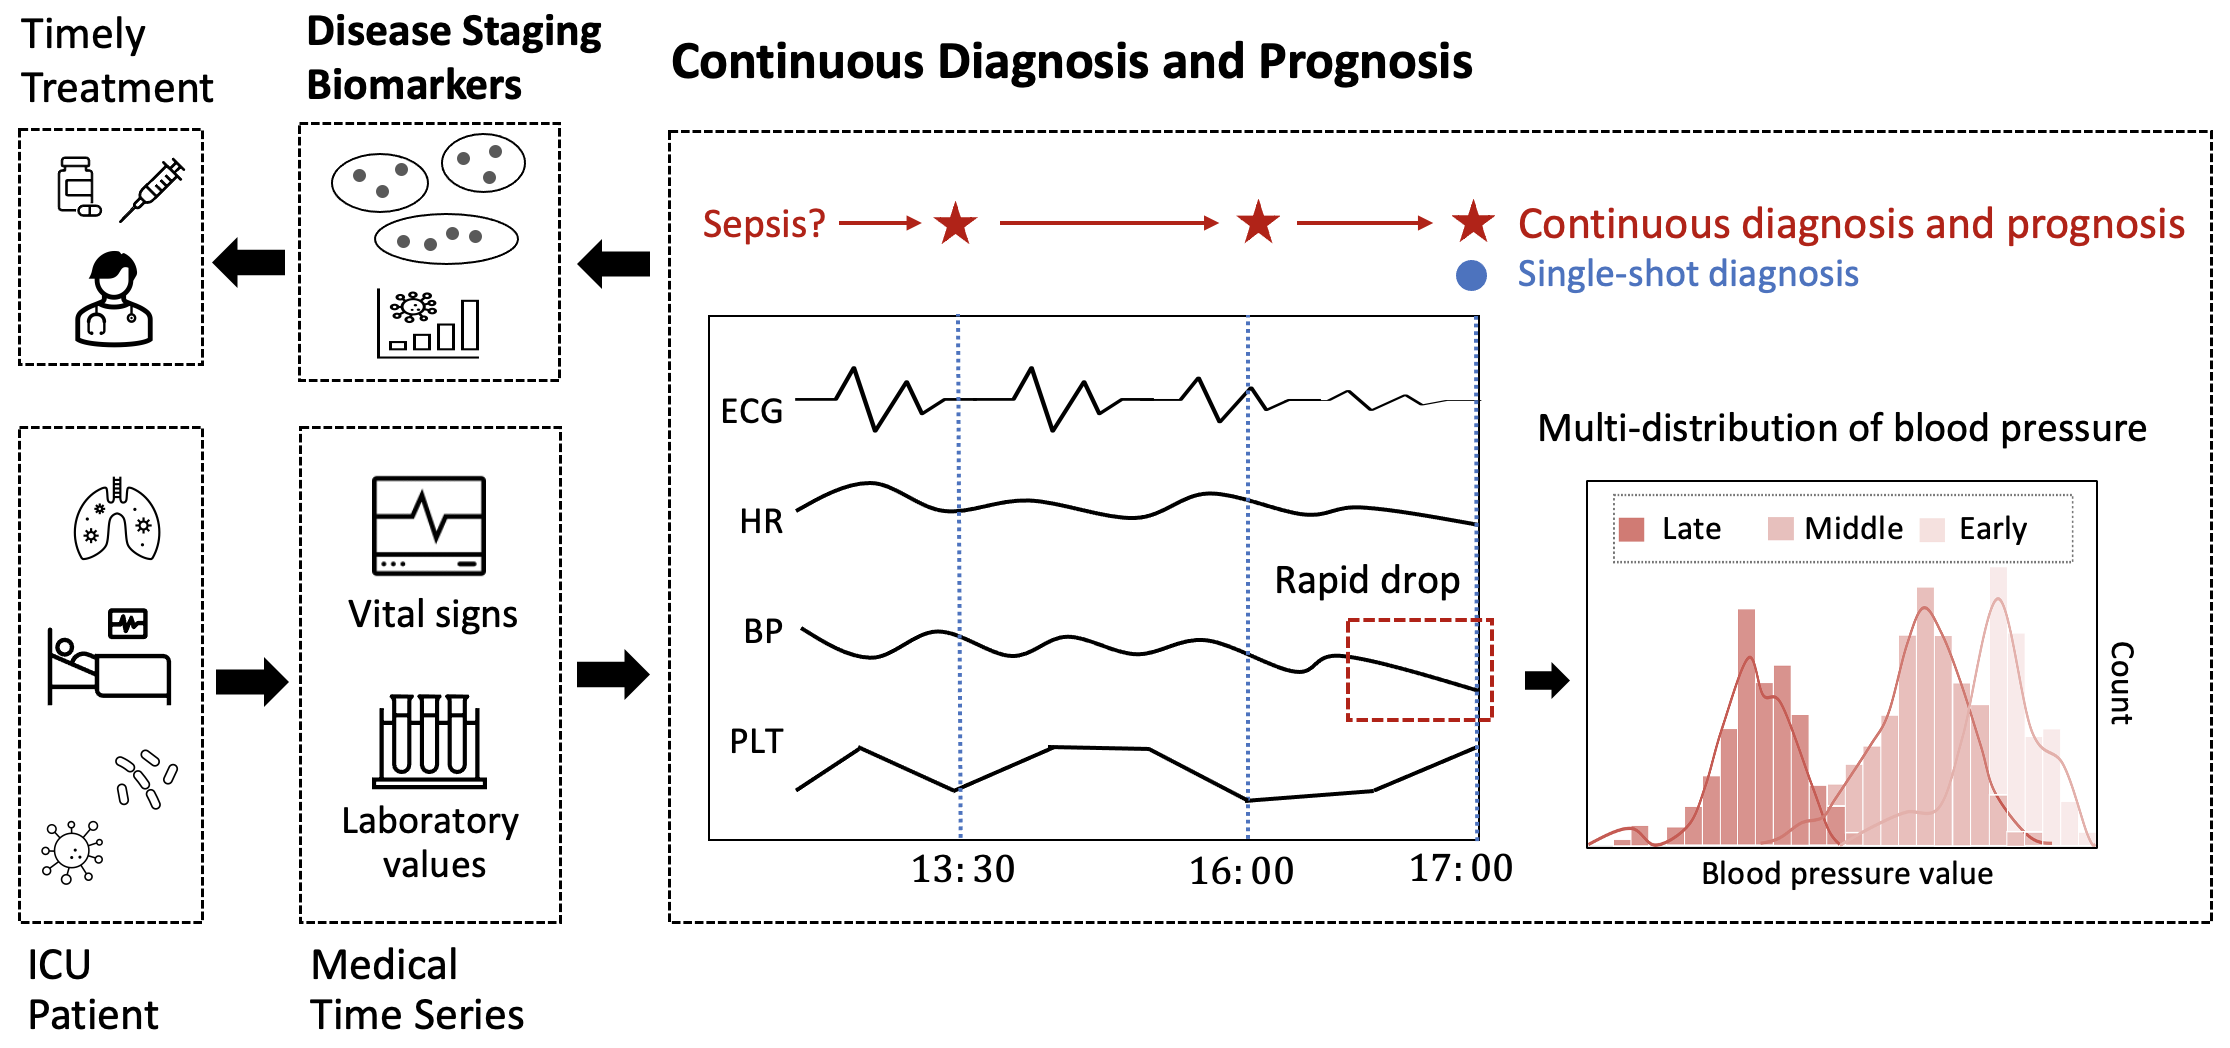 Timely
Treatment
Disease Staging
Biomarkers
Continuous Diagnosis and Prognosis
Sepsis?
Continuous diagnosis and prognosis
Single-shot diagnosis
ECG
HR
Rapid drop
BP
PLT
13:30
16:00
17:00
Multi-distribution of blood pressure
Late
Middle
Early
Count
Blood pressure value
Vital signs
Laboratory
values
ICU
Patient
Medical
Time Series